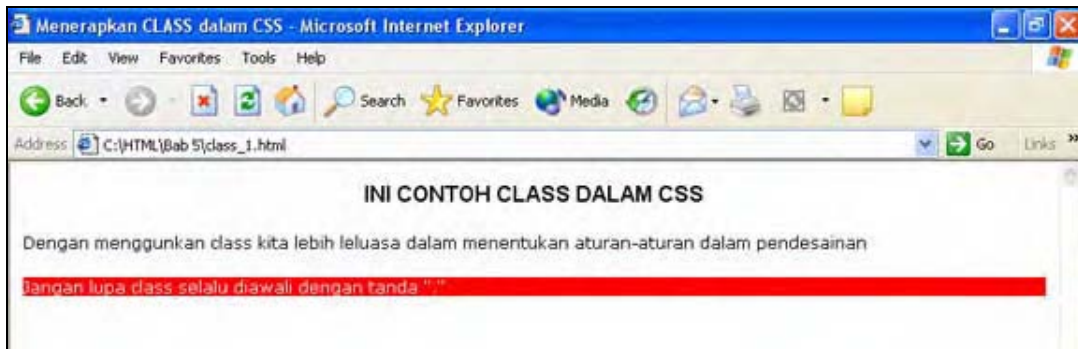 Menerapkan CLASS dalam CSS - Microsoft Internet Explorer
File Edit View Favorites Tools Help
Back Search Favorites Media
Address C:\HTML\Bab 5\class_1.html Go Links »
INI CONTOH CLASS DALAM CSS
Dengan menggunkan class kita lebih leluasa dalam menentukan aturan-aturan dalam pendesainan
Jangan lupa class selalu diawali dengan tanda "."